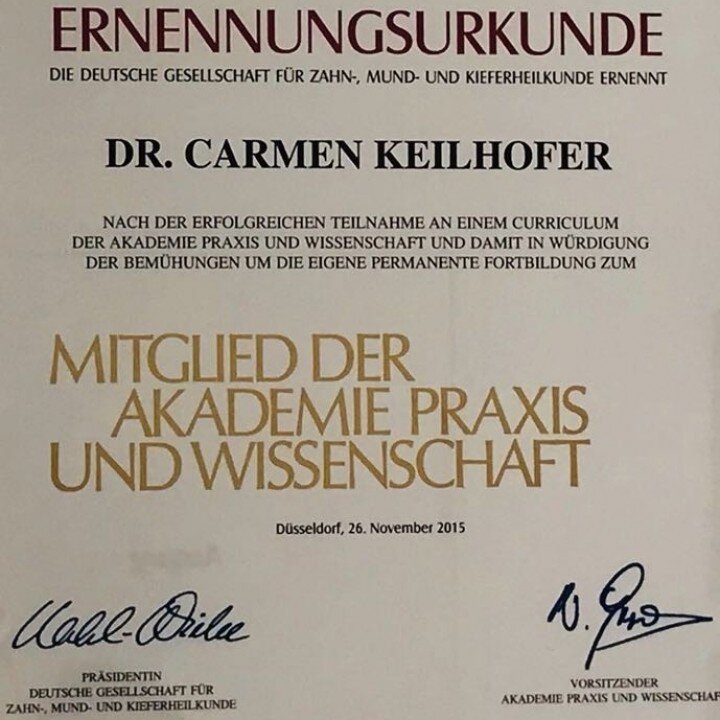 ERNENNUNGSURKUNDE
DIE DEUTSCHE GESELLSCHAFT FÜR ZAHN-, MUND- UND KIEFERHEILKUNDE ERNENNT
DR. CARMEN KEILHOFER
NACH DER ERFOLGREICHEN TEILNAHME AN EINEM CURRICULUM
DER AKADEMIE PRAXIS UND WISSENSCHAFT UND DAMIT IN WÜRDIGUNG
DER BEMÜHUNGEN UM DIE EIGENE PERMANENTE FORTBILDUNG ZUM
MITGLIED DER
AKADEMIE PRAXIS
UND WISSENSCHAFT
Düsseldorf, 26. November 2015
PRÄSIDENTIN
DEUTSCHE GESELLSCHAFT FÜR
ZAHN-, MUND- UND KIEFERHEILKUNDE
VORSITZENDER
AKADEMIE PRAXIS UND WISSENSCHAF